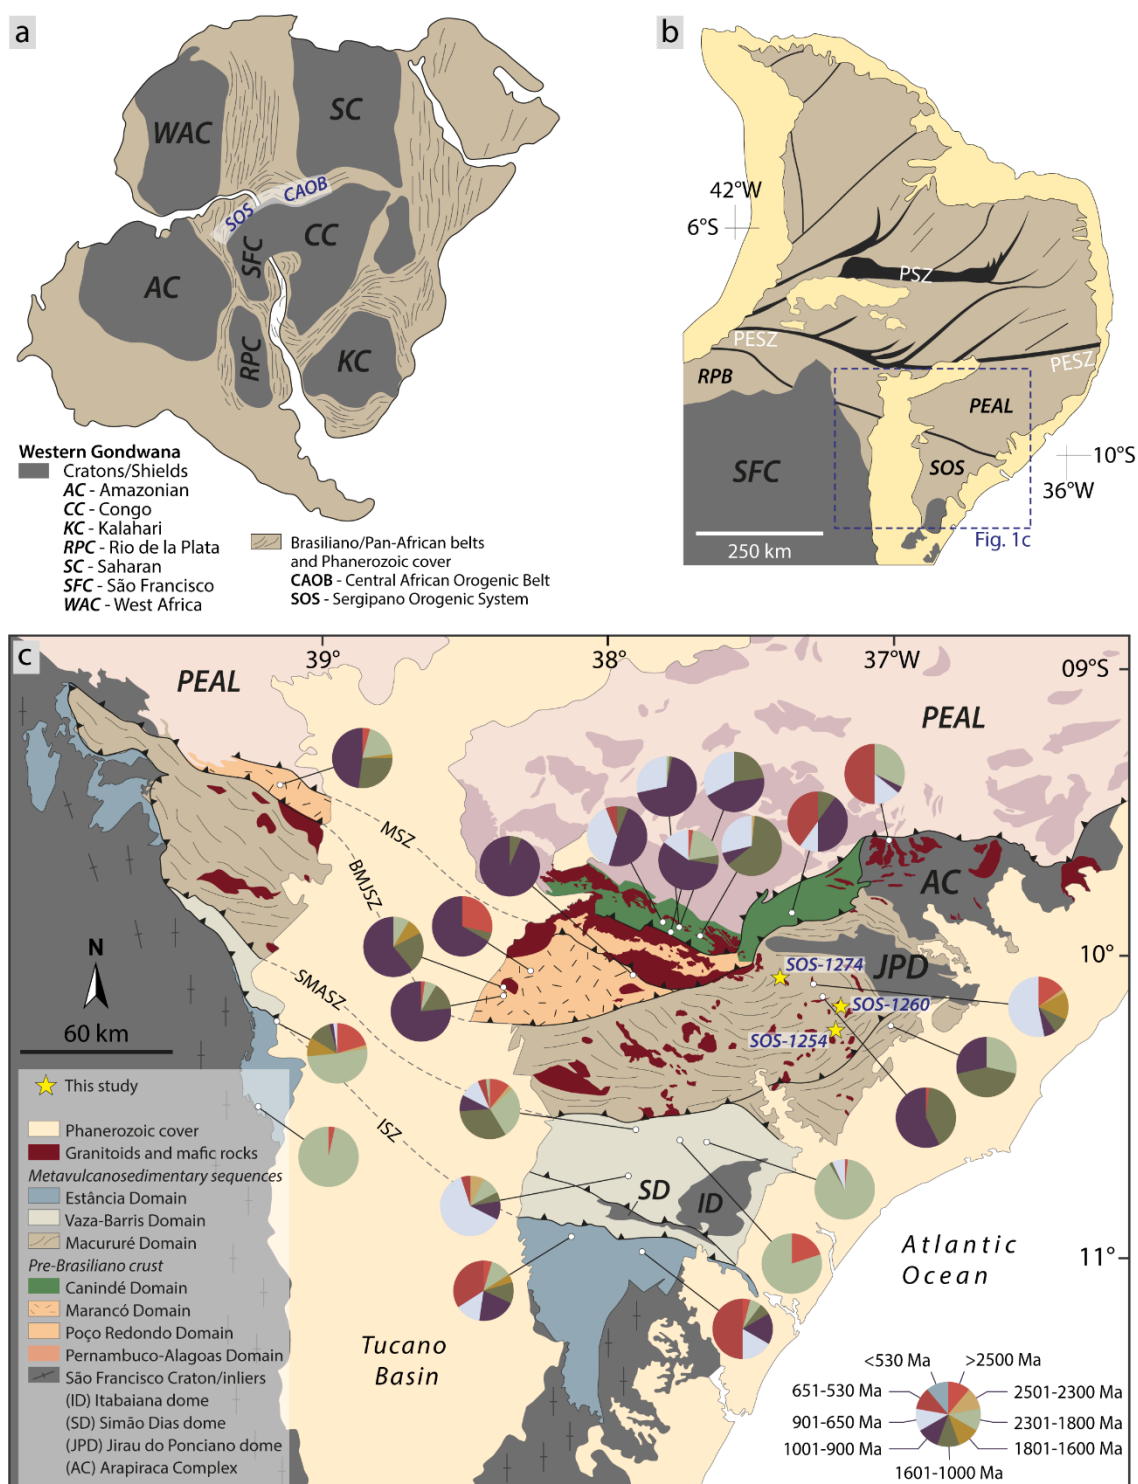 a
WAC
SC
SOS
CAOB
CC
SFC
AC
RPC
KC
Western Gondwana
Cratons/Shields
AC - Amazonian
CC - Congo
KC - Kalahari
RPC - Rio de la Plata
SC - Saharan
SFC - São Francisco
WAC - West Africa
Brasiliano/Pan-African belts
and Phanerozoic cover
CAOB - Central African Orogenic Belt
SOS - Sergipano Orogenic System
b
42°W
6°S
PSZ
PESZ
PESZ
RPB
PEAL
SFC
SOS
10°S
36°W
250 km
Fig. 1c
c
39°
38°
37°W
09°S
PEAL
PEAL
MSZ
BMJSZ
AC
N
10°
SOS-1274
JPD
SMASZ
SOS-1260
60 km
SOS-1254
ISZ
This study
Phanerozoic cover
Granitoids and mafic rocks
Metavulcanosedimentary sequences
Estância Domain
Vaza-Barris Domain
Macururé Domain
Pre-Brasiliano crust
Canindé Domain
Marancó Domain
Poço Redondo Domain
Pernambuco-Alagoas Domain
São Francisco Craton/inliers
(ID) Itabaiana dome
(SD) Simão Dias dome
(JPD) Jirau do Ponciano dome
(AC) Arapiraca Complex
SD
ID
Atlantic
Ocean
11°
Tucano
Basin
<530 Ma
>2500 Ma
651-530 Ma
2501-2300 Ma
901-650 Ma
2301-1800 Ma
1001-900 Ma
1801-1600 Ma
1601-1000 Ma